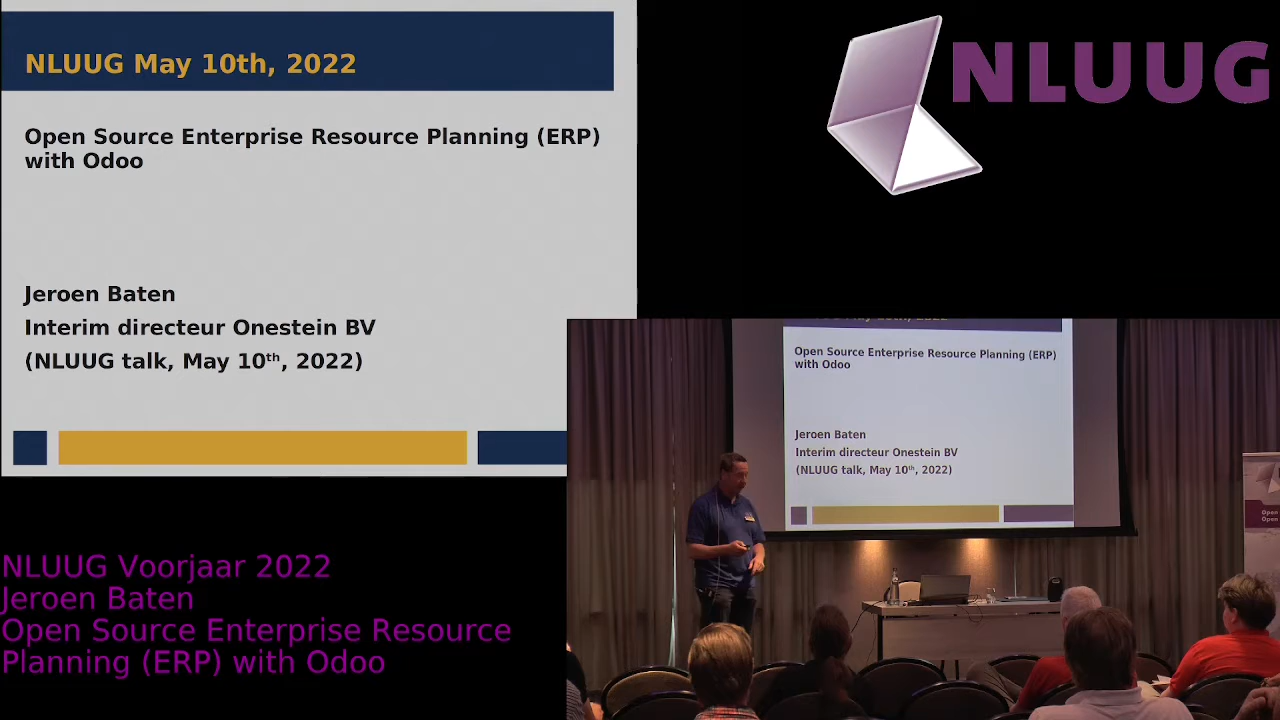 NLUUG May 10th, 2022
Open Source Enterprise Resource Planning (ERP)
with Odoo
Jeroen Baten
Interim directeur Onestein BV
(NLUUG talk, May 10th, 2022)
NLUUG
Open Source Enterprise Resource Planning (ERP)
with Odoo
Jeroen Baten
Interim directeur Onestein BV
(NLUUG talk, May 10th, 2022)
Open
Open
NLUUG Voorjaar 2022
Jeroen Baten
Open Source Enterprise Resource
Planning (ERP) with Odoo